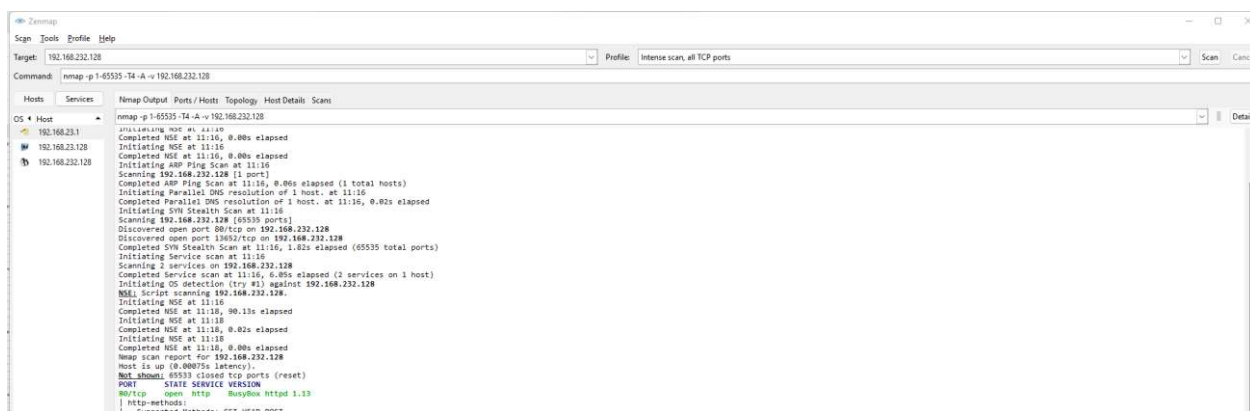 Zenmap
Scan Tools Profile Help
Target: 192.168.232.128 Profile: Intense scan, all TCP ports Scan Canc
Command: nmap -p 1-65535 -T4 -A -v 192.168.232.128
Hosts Services Nmap Output Ports / Hosts Topology Host Details Scans
OS Host nmap -p 1-65535 -T4 -A -v 192.168.232.128 Detai
192.168.23.1
192.168.23.128
192.168.232.128
Initiating NSE at 11:16
Completed NSE at 11:16, 0.00s elapsed
Initiating NSE at 11:16
Completed NSE at 11:16, 0.00s elapsed
Initiating ARP Ping Scan at 11:16
Scanning 192.168.232.128 [1 port]
Completed ARP Ping Scan at 11:16, 0.06s elapsed (1 total hosts)
Initiating Parallel DNS resolution of 1 host. at 11:16
Completed Parallel DNS resolution of 1 host. at 11:16, 0.02s elapsed
Initiating SYN Stealth Scan at 11:16
Scanning 192.168.232.128 [65535 ports]
Discovered open port 80/tcp on 192.168.232.128
Discovered open port 13652/tcp on 192.168.232.128
Completed SYN Stealth Scan at 11:16, 1.82s elapsed (65535 total ports)
Initiating Service scan at 11:16
Scanning 2 services on 192.168.232.128
Completed Service scan at 11:16, 6.05s elapsed (2 services on 1 host)
Initiating OS detection (try #1) against 192.168.232.128
NSE: Script scanning 192.168.232.128.
Initiating NSE at 11:16
Completed NSE at 11:18, 90.13s elapsed
Initiating NSE at 11:18
Completed NSE at 11:18, 0.02s elapsed
Initiating NSE at 11:18
Completed NSE at 11:18, 0.00s elapsed
Nmap scan report for 192.168.232.128
Host is up (0.00075s latency).
Not shown: 65533 closed tcp ports (reset)
PORT STATE SERVICE VERSION
80/tcp open http BusyBox httpd 1.13
| http-methods:
| Supported Methods: GET HEAD POST